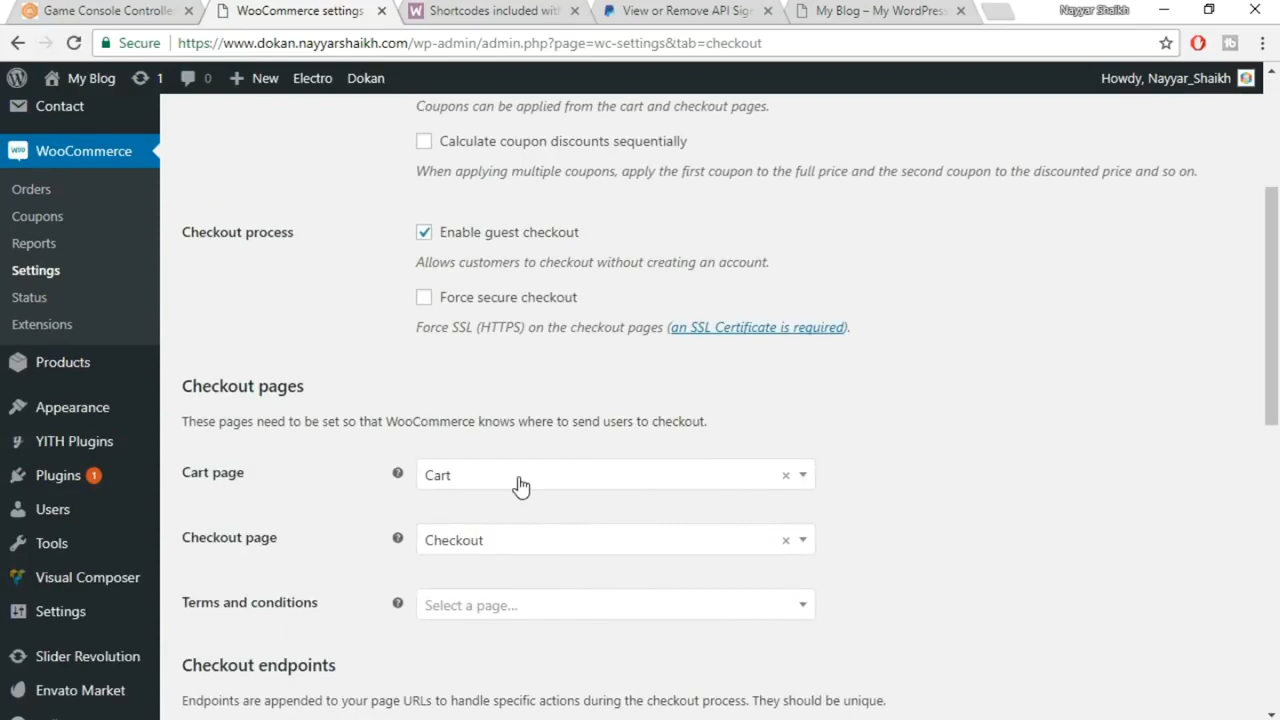 Game Console Controlle
WooCommerce settings
Shortcodes included with
View or Remove API Sig
My Blog – My WordPress
Nayyar Shaikh
Secure
https://www.dokan.nayyarshaikh.com/wp-admin/admin.php?page=wc-settings&tab=checkout
My Blog
1
0
New
Electro
Dokan
Howdy, Nayyar_Shaikh
Contact
WooCommerce
Orders
Coupons
Reports
Settings
Status
Extensions
Products
Appearance
YITH Plugins
Plugins 1
Users
Tools
Visual Composer
Settings
Slider Revolution
Envato Market
Coupons can be applied from the cart and checkout pages.
Calculate coupon discounts sequentially
When applying multiple coupons, apply the first coupon to the full price and the second coupon to the discounted price and so on.
Checkout process
Enable guest checkout
Allows customers to checkout without creating an account.
Force secure checkout
Force SSL (HTTPS) on the checkout pages (an SSL Certificate is required).
Checkout pages
These pages need to be set so that WooCommerce knows where to send users to checkout.
Cart page
Cart
Checkout page
Checkout
Terms and conditions
Select a page...
Checkout endpoints
Endpoints are appended to your page URLs to handle specific actions during the checkout process. They should be unique.